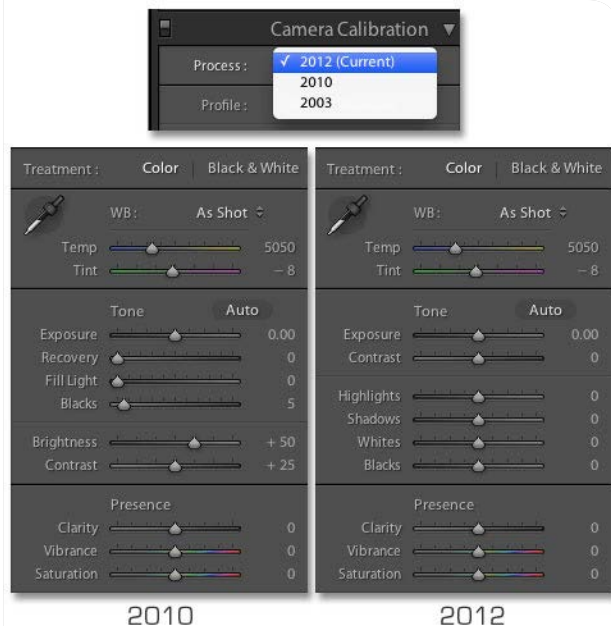 Camera Calibration
Process : ✓ 2012 (Current)
2010
2003
Profile :
Treatment : Color | Black & White
WB : As Shot
Temp 5050
Tint – 8
Tone Auto
Exposure 0.00
Recovery 0
Fill Light 0
Blacks 5
Brightness + 50
Contrast + 25
Presence
Clarity 0
Vibrance 0
Saturation 0
2010
Treatment : Color | Black & White
WB : As Shot
Temp 5050
Tint – 8
Tone Auto
Exposure 0.00
Contrast 0
Highlights 0
Shadows 0
Whites 0
Blacks 0
Presence
Clarity 0
Vibrance 0
Saturation 0
2012